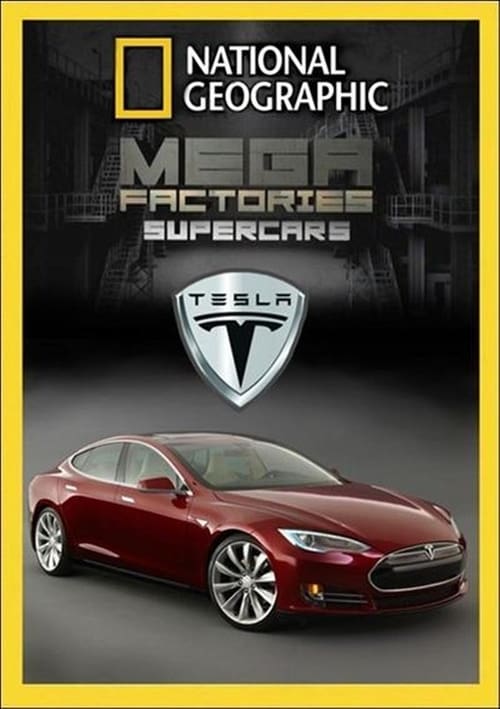 NATIONAL
GEOGRAPHIC
MEGA
FACTORIES
SUPERCARS
TESLA